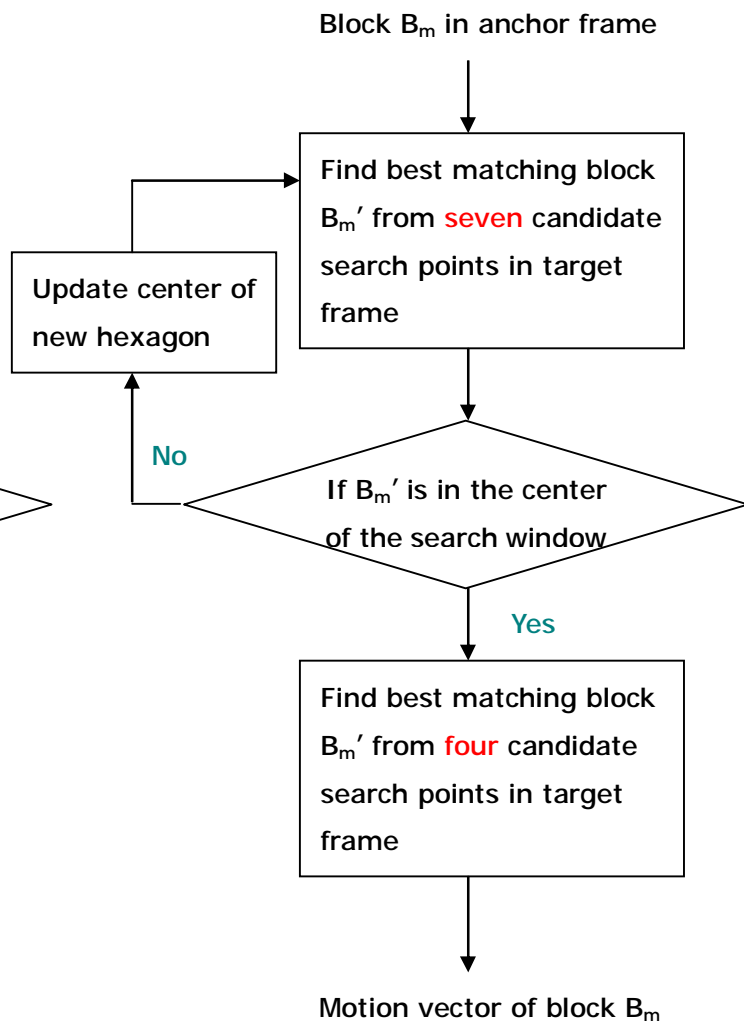 Block Bₘ in anchor frame
Find best matching block
Bₘ′ from seven candidate
search points in target
frame
Update center of
new hexagon
No
If Bₘ′ is in the center
of the search window
Yes
Find best matching block
Bₘ′ from four candidate
search points in target
frame
Motion vector of block Bₘ